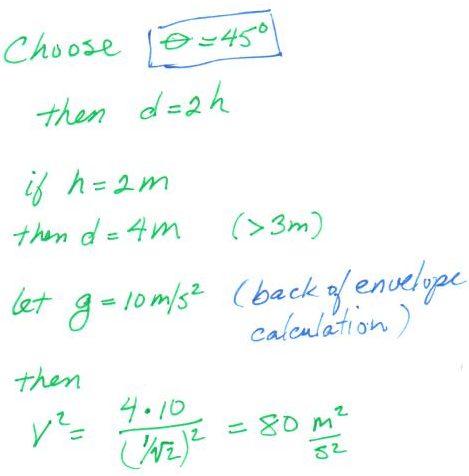 Choose θ=45°
then d=2h
if h=2m
then d=4m (>3m)
let g=10m/s² (back of envelope
calculation)
then
V² = 4·10/(1/√2)² = 80 m²/s²